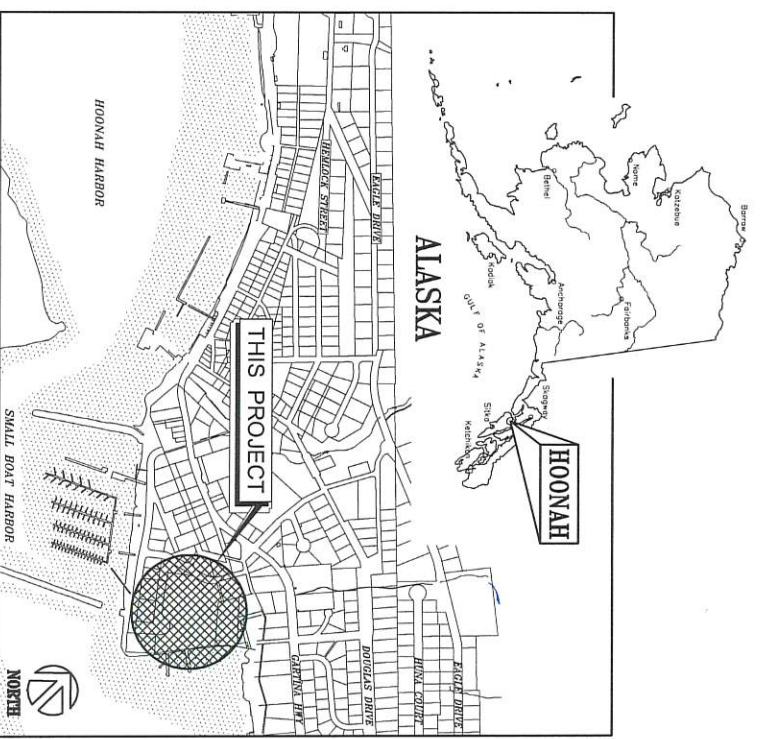 Barrow
Kotzebue
Nome
Fairbanks
Bethel
Anchorage
Kodiak
Skagway
Sitka
Ketchikan
GULF OF ALASKA
ALASKA
HOONAH
EAGLE DRIVE
HEMLOCK STREET
HOONAH HARBOR
THIS PROJECT
EAGLE DRIVE
HUNA COURT
DOUGLAS DRIVE
GARTINA HWY
SMALL BOAT HARBOR
NORTH